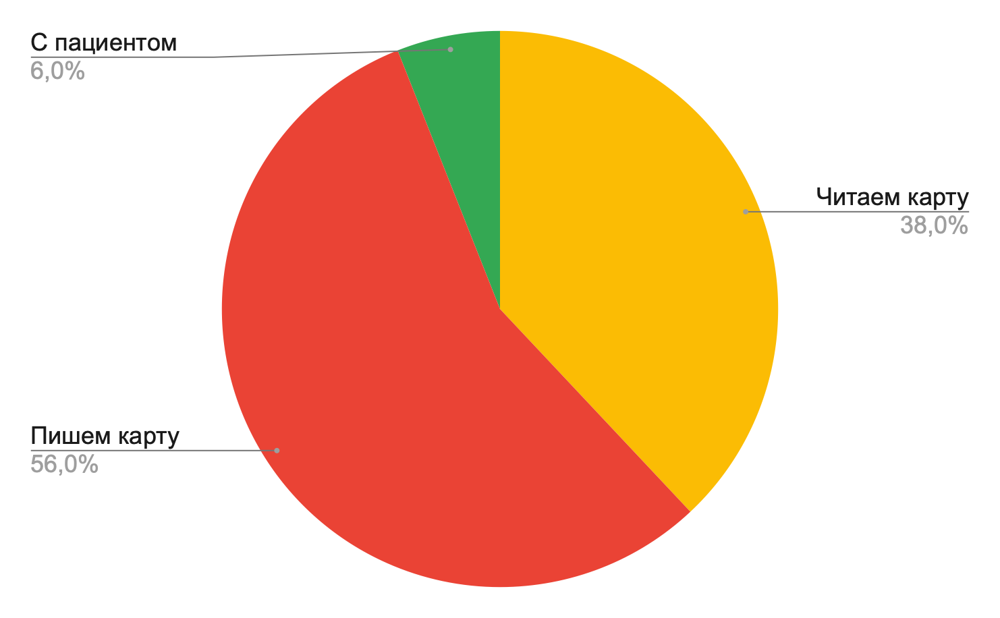 С пациентом
6,0%
Читаем карту
38,0%
Пишем карту
56,0%